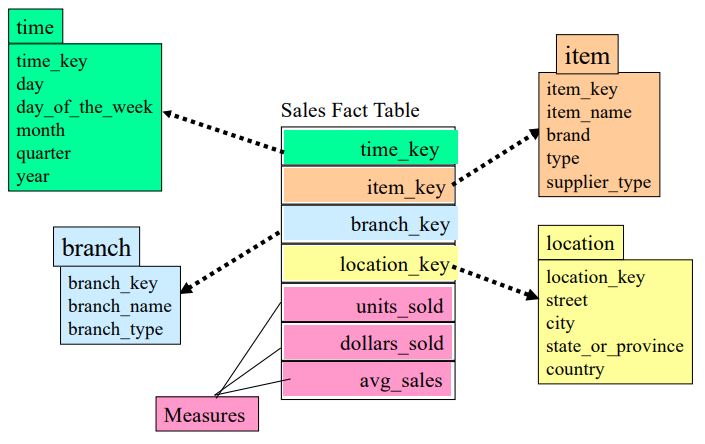 time
time_key
day
day_of_the_week
month
quarter
year
item
item_key
item_name
brand
type
supplier_type
Sales Fact Table
time_key
item_key
branch_key
location_key
units_sold
dollars_sold
avg_sales
branch
branch_key
branch_name
branch_type
location
location_key
street
city
state_or_province
country
Measures